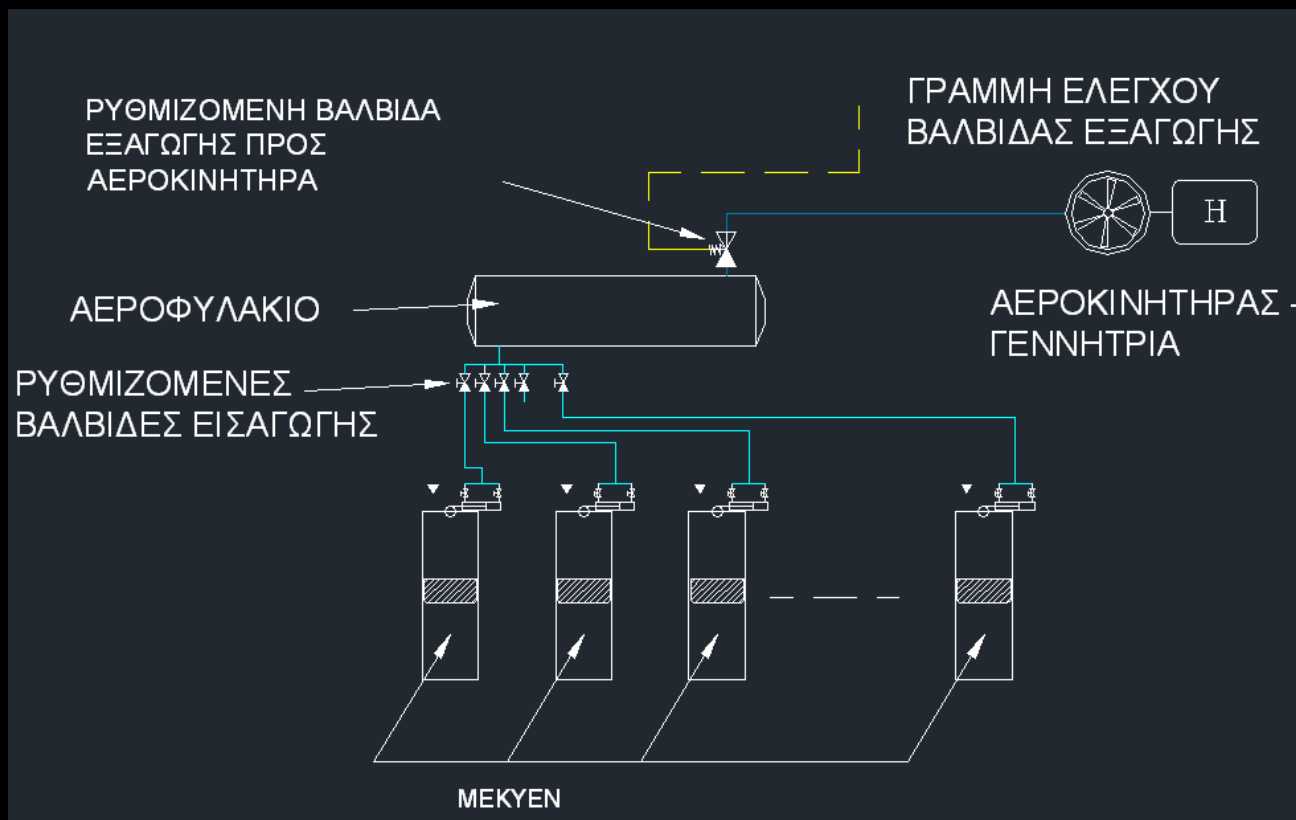 ΡΥΘΜΙΖΟΜΕΝΗ ΒΑΛΒΙΔΑ
ΕΞΑΓΩΓΗΣ ΠΡΟΣ
ΑΕΡΟΚΙΝΗΤΗΡΑ
ΓΡΑΜΜΗ ΕΛΕΓΧΟΥ
ΒΑΛΒΙΔΑΣ ΕΞΑΓΩΓΗΣ
Η
ΑΕΡΟΦΥΛΑΚΙΟ
ΑΕΡΟΚΙΝΗΤΗΡΑΣ -
ΓΕΝΝΗΤΡΙΑ
ΡΥΘΜΙΖΟΜΕΝΕΣ
ΒΑΛΒΙΔΕΣ ΕΙΣΑΓΩΓΗΣ
ΜΕΚΥΕΝ